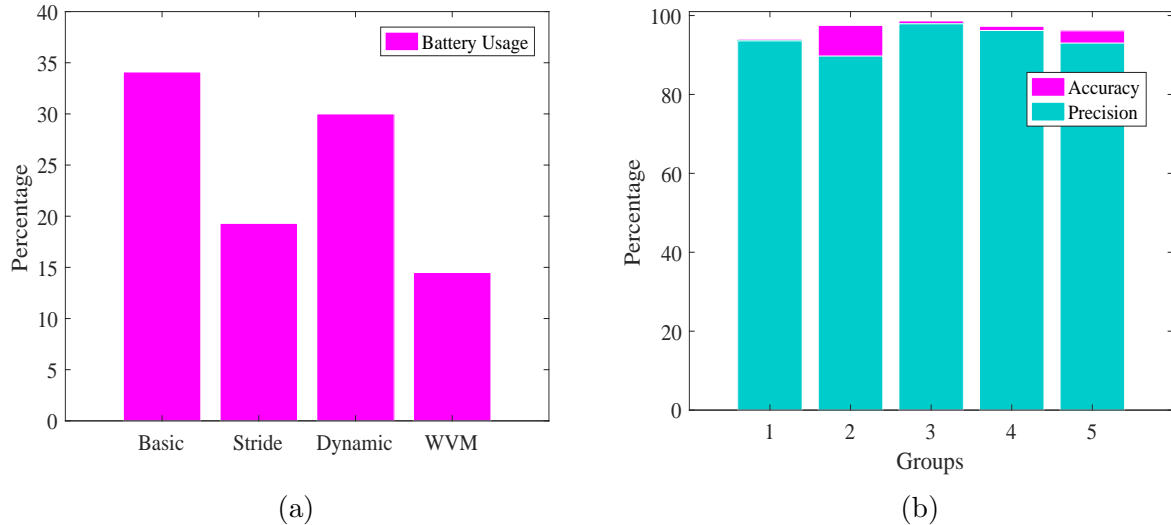 40
35
30
25
20
15
10
5
0
Percentage
Battery Usage
Basic Stride Dynamic WVM
(a)
100
80
60
40
20
0
Percentage
Accuracy
Precision
1 2 3 4 5
Groups
(b)